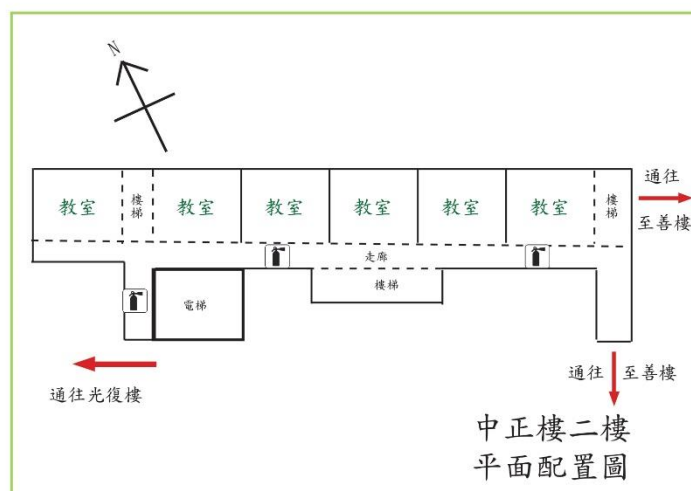 N
教室
樓梯
教室
教室
教室
教室
教室
樓梯
通往
至善樓
走廊
樓梯
電梯
通往光復樓
通往 至善樓
中正樓二樓
平面配置圖